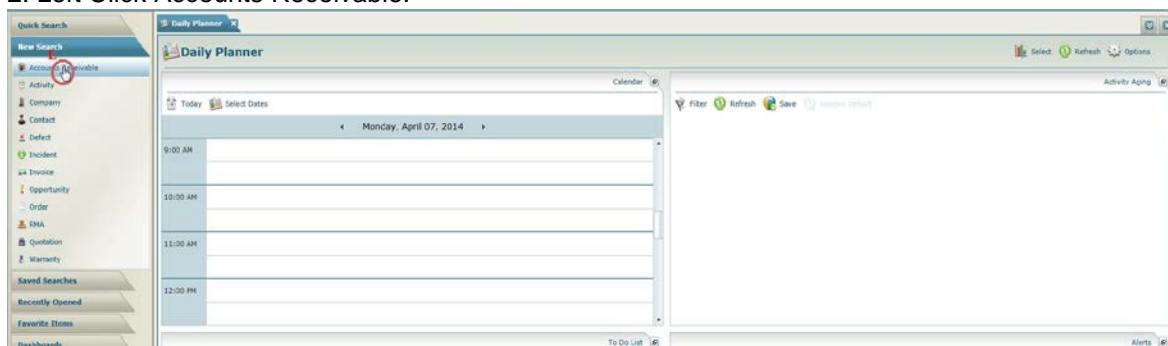 2. Left Click Accounts Receivable.
Quick Search
Daily Planner
New Search
Daily Planner
Select Refresh Options
Accounts Receivable
Calendar
Activity Aging
Activity
Company
Today Select Dates
Filter Refresh Save
Contact
Monday, April 07, 2014
Defect
9:00 AM
Incident
Invoice
Opportunity
10:00 AM
Order
RMA
Quotation
11:00 AM
Warranty
Saved Searches
12:00 PM
Recently Opened
Favorite Items
Dashboards
To Do List
Alerts